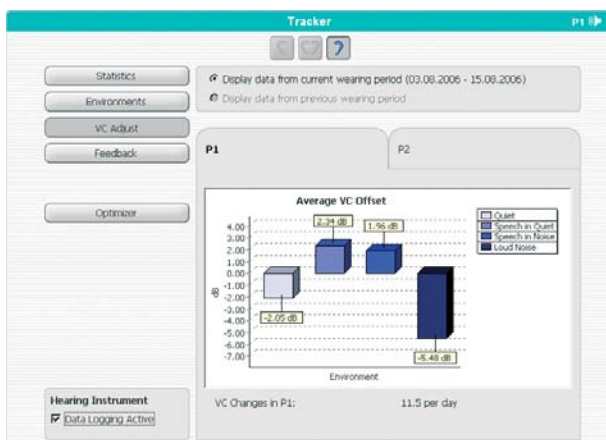 Tracker
P1
Statistics
Environments
VC Adjust
Feedback
Optimizer
Display data from current wearing period (03.08.2006 - 15.08.2006)
Display data from previous wearing period
P1
P2
Average VC Offset
4.00
3.00
2.00
1.00
0.00
-1.00
-2.00
-3.00
-4.00
-5.00
-6.00
-7.00
dB
-2.05 dB
2.34 dB
1.96 dB
-5.48 dB
Environment
Quiet
Speech in Quiet
Speech in Noise
Loud Noise
VC Changes in P1: 11.5 per day
Hearing Instrument
Data Logging Active